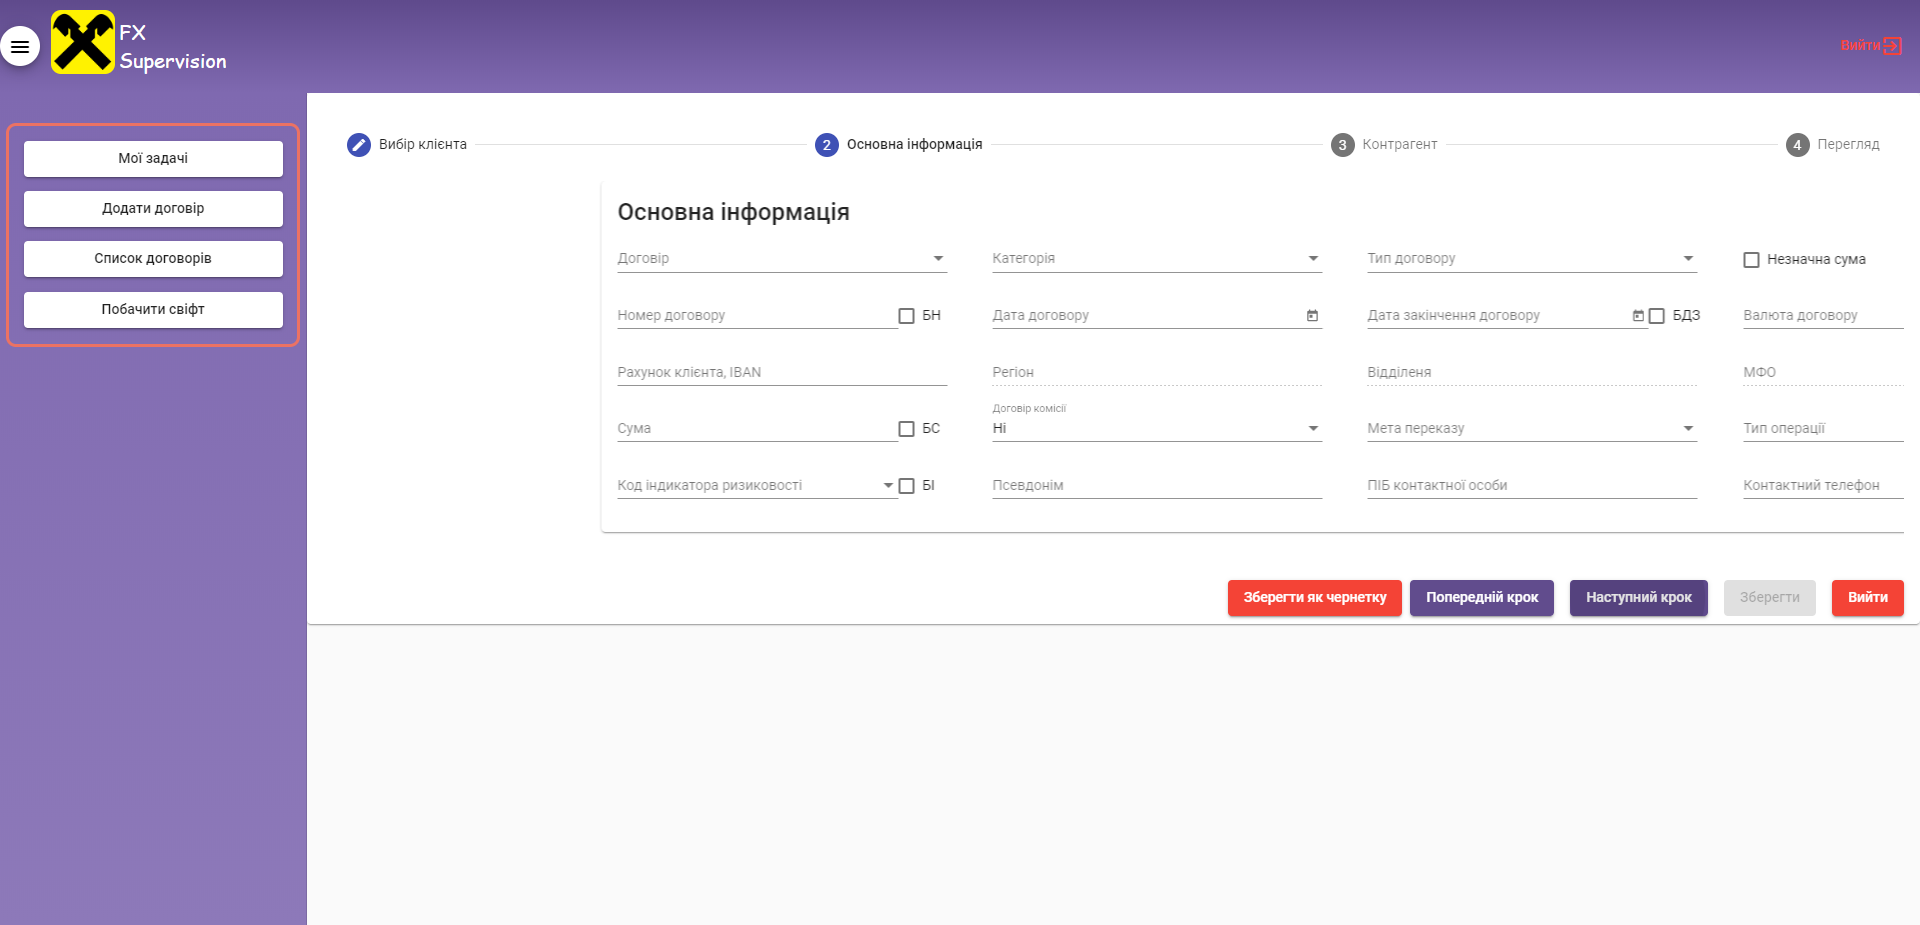 FX
Supervision
Вийти
Мої задачі
Додати договір
Список договорів
Побачити свіфт
Вибір клієнта
2 Основна інформація
3 Контрагент
4 Перегляд
Основна інформація
Договір Категорія Тип договору Незначна сума
Номер договору БН Дата договору Дата закінчення договору БДЗ Валюта договору
Рахунок клієнта, IBAN Регіон Відділеня МФО
Договір комісії
Сума БС Ні Мета переказу Тип операції
Код індикатора ризиковості БІ Псевдонім ПІБ контактної особи Контактний телефон
Зберегти як чернетку Попередній крок Наступний крок Зберегти Вийти